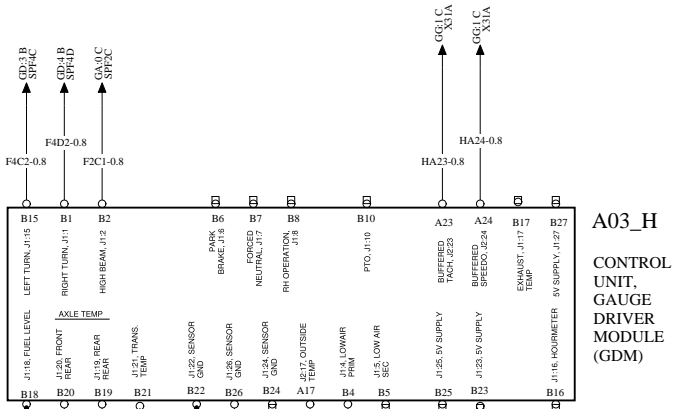 GD:3 B
SPF4C
GD:4 B
SPF4D
GA:0 C
SPF2C
GG:1 C
X31A
GG:1 C
X31A
F4C2-0.8
F4D2-0.8
F2C1-0.8
HA23-0.8
HA24-0.8
B15
B1
B2
B6
B7
B8
B10
A23
A24
B17
B27
LEFT TURN, J1:15
RIGHT TURN, J1:1
HIGH BEAM, J1:2
PARK
BRAKE, J1:6
FORCED
NEUTRAL, J1:7
RH OPERATION,
J1:8
PTO, J1:10
BUFFERED
TACH, J2:23
BUFFERED
SPEEDO, J2:24
EXHAUST, J1:17
TEMP
5V SUPPLY, J1:27
A03_H
CONTROL
UNIT,
GAUGE
DRIVER
MODULE
(GDM)
AXLE TEMP
J1:18, FUEL LEVEL
J1:20, FRONT
REAR
J1:19, REAR
REAR
J1:21, TRANS.
TEMP
J1:22, SENSOR
GND
J1:26, SENSOR
GND
J1:24, SENSOR
GND
J2:17, OUTSIDE
TEMP
J1:4, LOWAIR
PRIM
J1:5, LOW AIR
SEC
J1:25, 5V SUPPLY
J1:23, 5V SUPPLY
J1:16, HOURMETER
B18
B20
B19
B21
B22
B26
B24
A17
B4
B5
B25
B23
B16